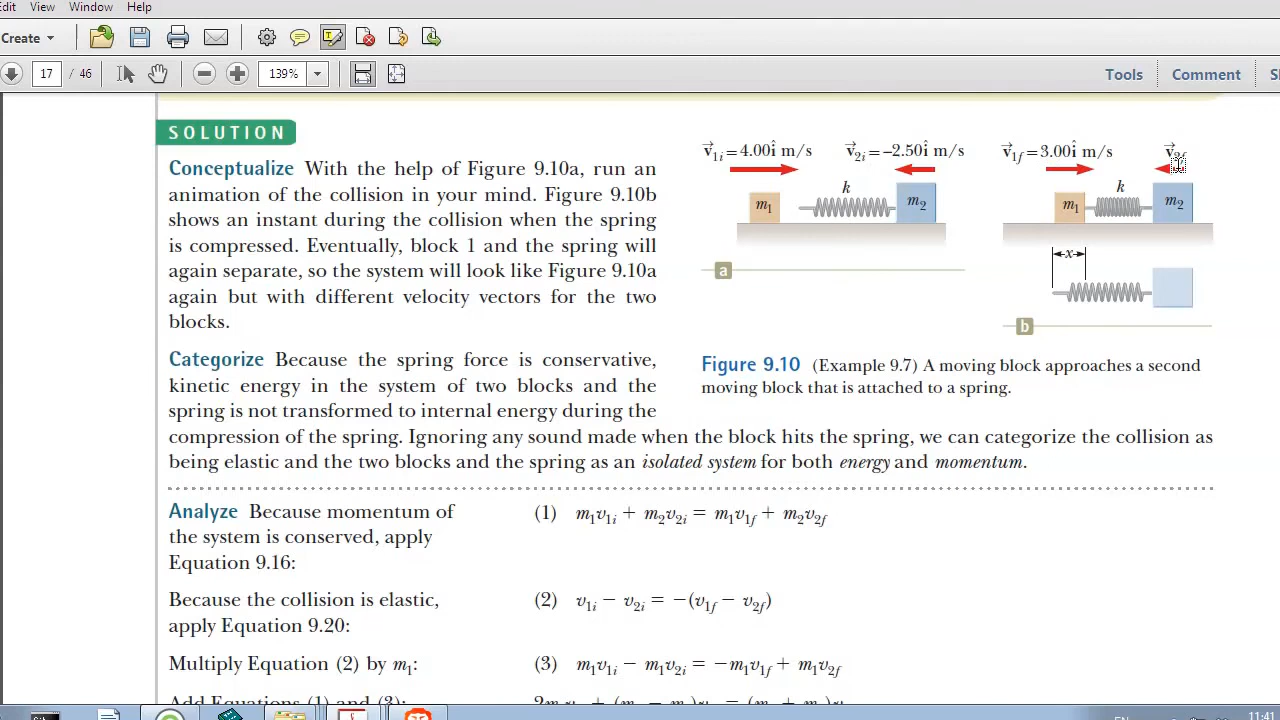 Edit View Window Help
Create
17 / 46 139% Tools Comment
SOLUTION
Conceptualize With the help of Figure 9.10a, run an
animation of the collision in your mind. Figure 9.10b
shows an instant during the collision when the spring
is compressed. Eventually, block 1 and the spring will
again separate, so the system will look like Figure 9.10a
again but with different velocity vectors for the two
blocks.
v⃗1i = 4.00î m/s v⃗2i = −2.50î m/s
k
m1 m2
a
v⃗1f = 3.00î m/s v⃗2f
k
m1 m2
x
b
Figure 9.10 (Example 9.7) A moving block approaches a second
moving block that is attached to a spring.
Categorize Because the spring force is conservative,
kinetic energy in the system of two blocks and the
spring is not transformed to internal energy during the
compression of the spring. Ignoring any sound made when the block hits the spring, we can categorize the collision as
being elastic and the two blocks and the spring as an isolated system for both energy and momentum.
Analyze Because momentum of
the system is conserved, apply
Equation 9.16:
(1) m1v1i + m2v2i = m1v1f + m2v2f
Because the collision is elastic,
apply Equation 9.20:
(2) v1i − v2i = −(v1f − v2f)
Multiply Equation (2) by m1:
(3) m1v1i − m1v2i = −m1v1f + m1v2f
Add Equations (1) and (3):
11:41